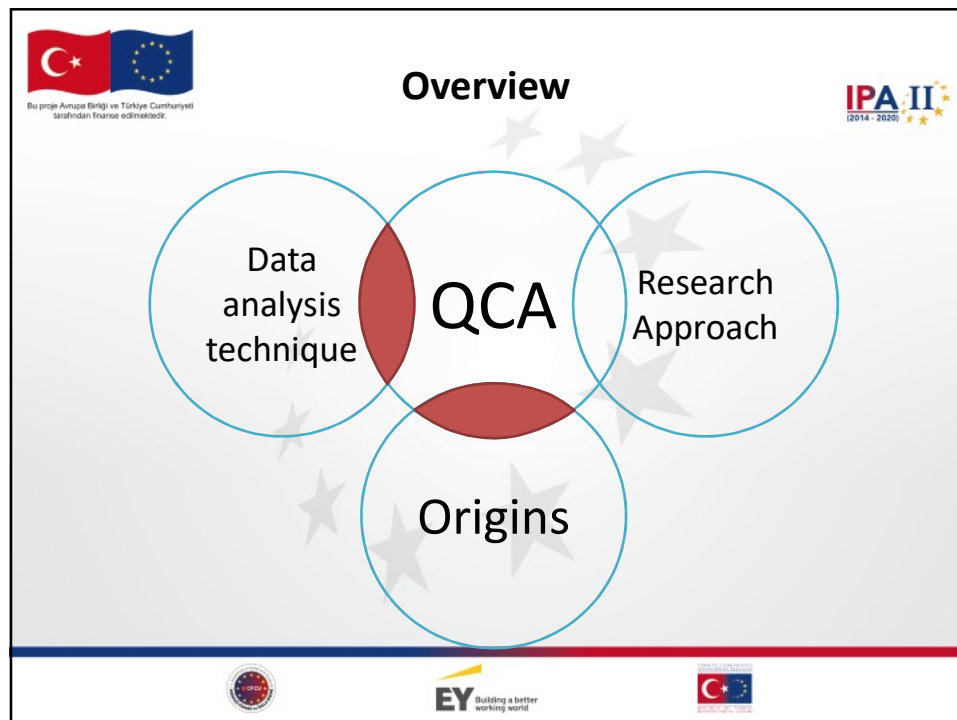 Overview
Bu proje Avrupa Birliği ve Türkiye Cumhuriyeti
tarafından finanse edilmektedir.
IPA II
(2014 - 2020)
Data
analysis
technique
QCA
Research
Approach
Origins
CFCU
EY
Building a better
working world